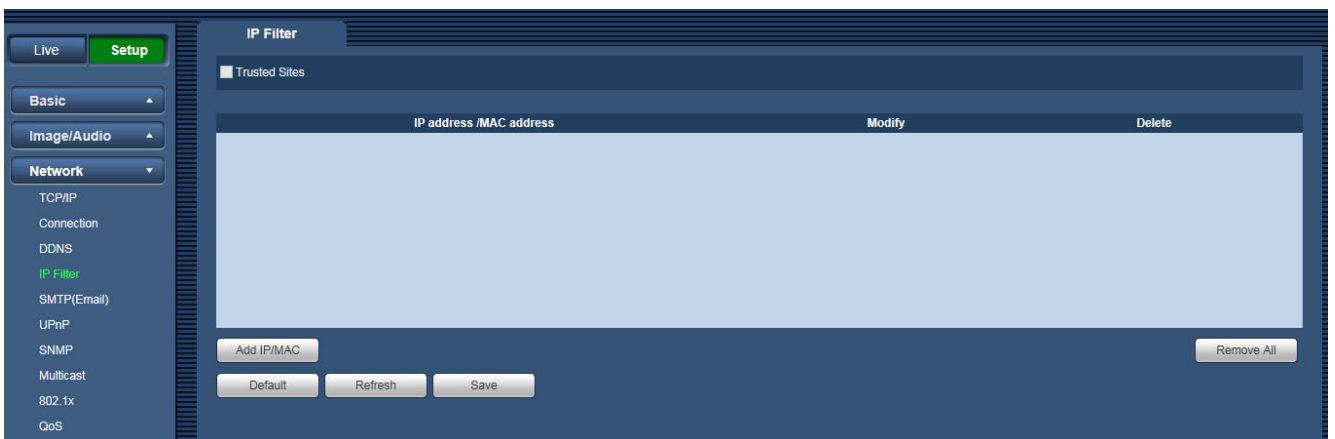 Live
Setup
Basic
Image/Audio
Network
TCP/IP
Connection
DDNS
IP Filter
SMTP(Email)
UPnP
SNMP
Multicast
802.1x
QoS
IP Filter
Trusted Sites
IP address /MAC address Modify Delete
Add IP/MAC Remove All
Default Refresh Save